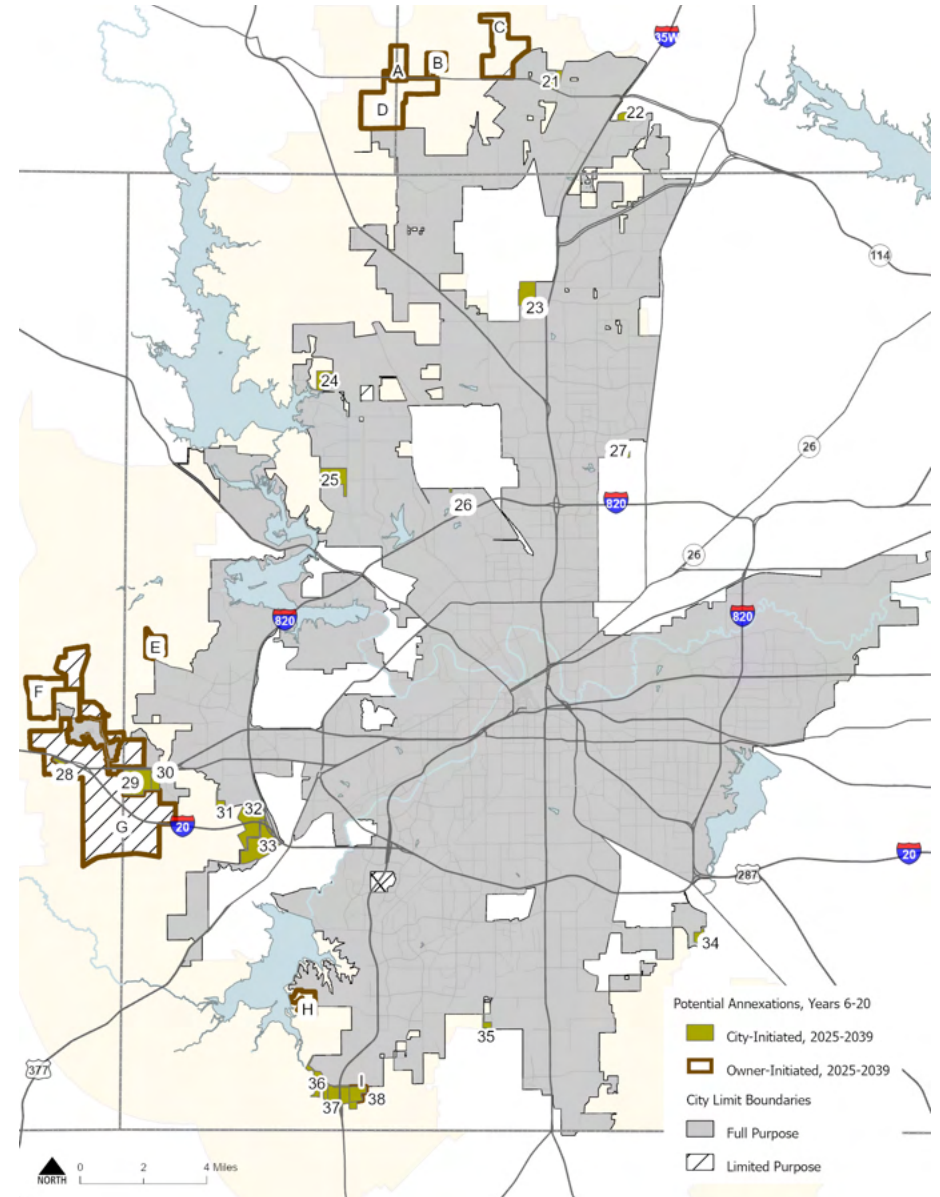 C
35W
B
A
21
D
22
114
23
24
26
27
25
26
820
26
820
820
E
F
28
29
30
31
32
20
G
33
20
287
34
H
35
377
36
I
37
38
Potential Annexations, Years 6-20
City-Initiated, 2025-2039
Owner-Initiated, 2025-2039
City Limit Boundaries
Full Purpose
Limited Purpose
NORTH
0 2 4 Miles